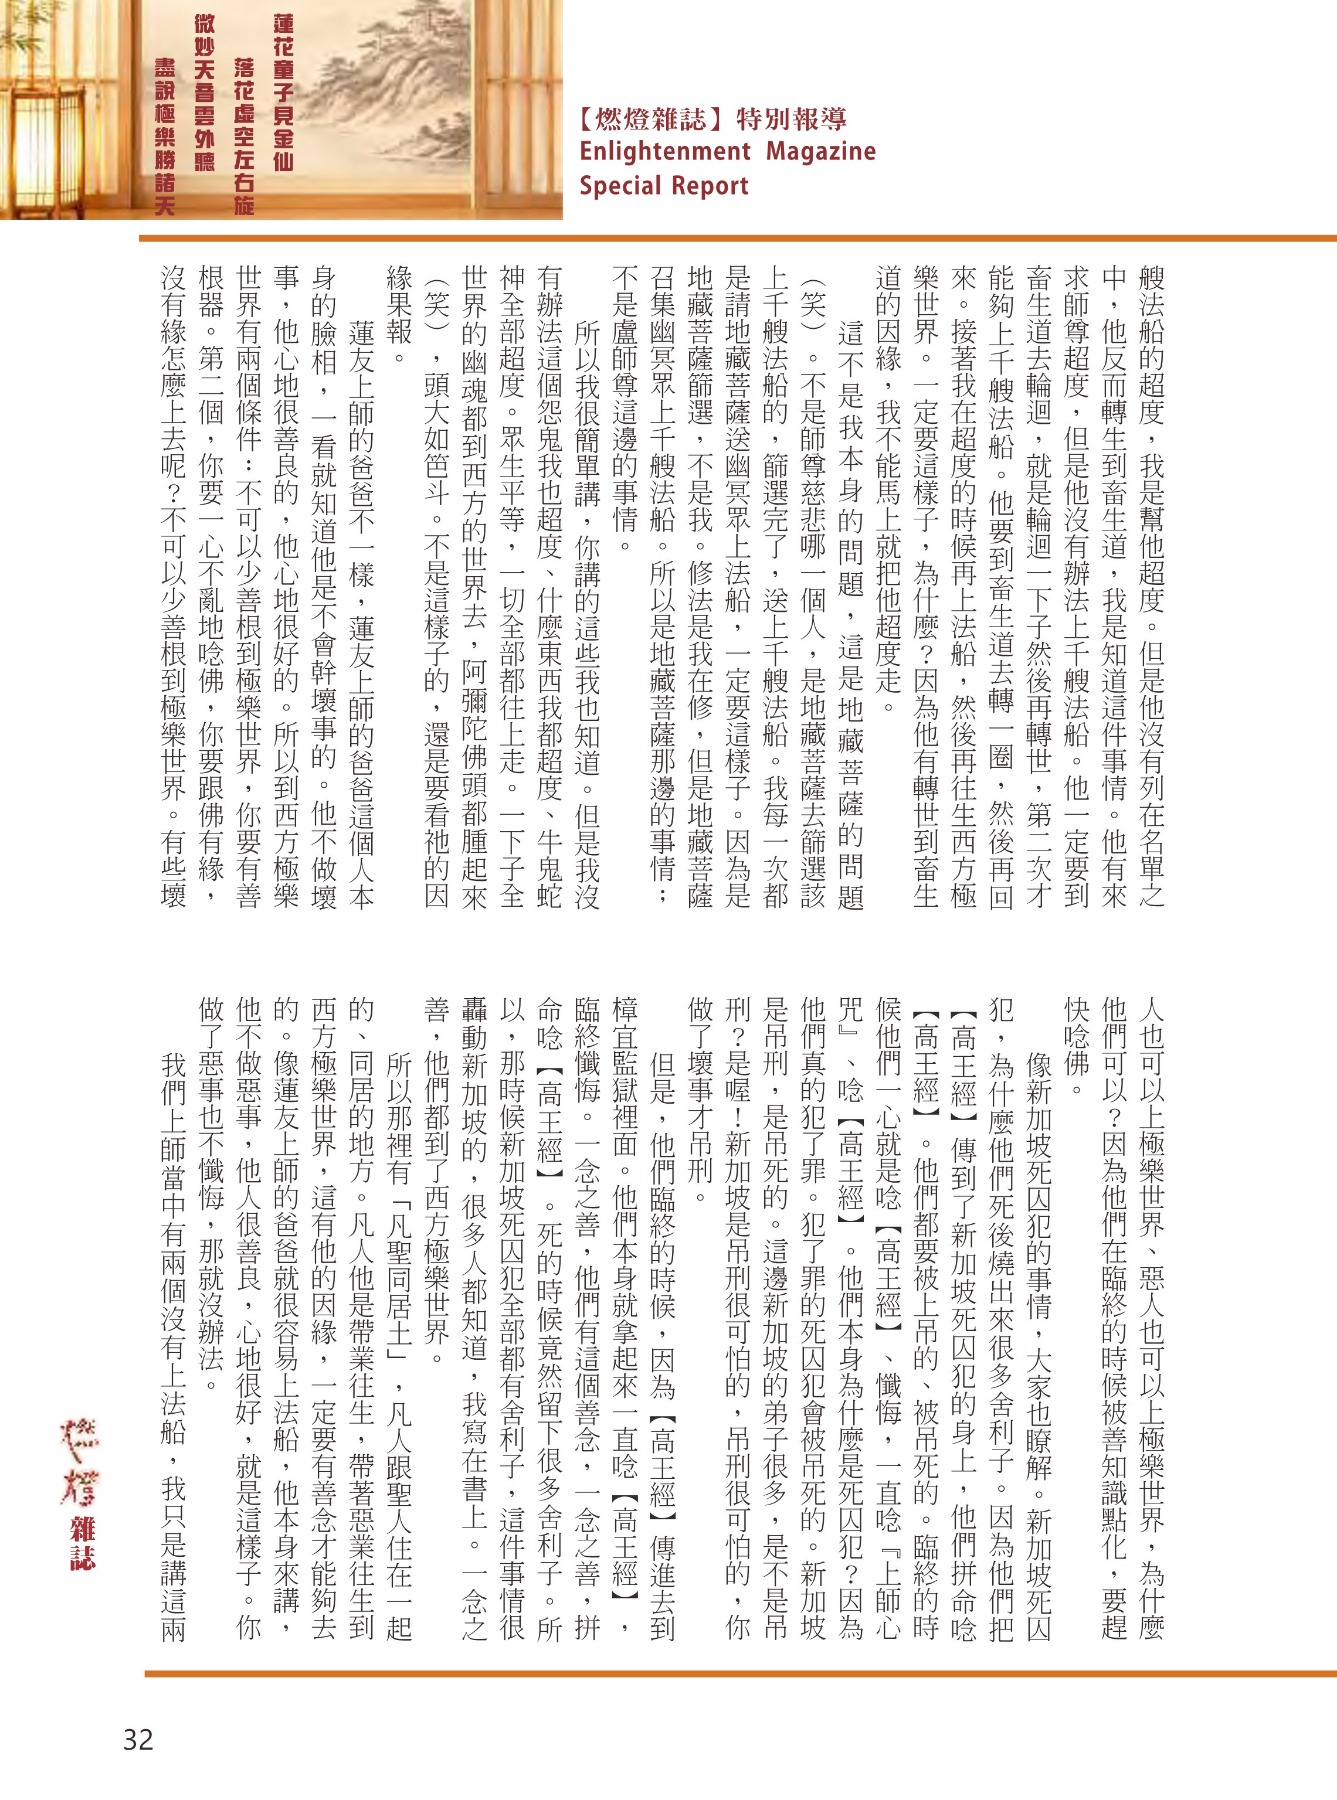 蓮花童子見金仙
落花虛空左右旋
微妙天音雲外聽
盡說極樂勝諸天
【燃燈雜誌】特別報導
Enlightenment Magazine
Special Report
艘法船的超度，我是幫他超度。但是他沒有列在名單之
中，他反而轉生到畜生道，我是知道這件事情。他有來
求師尊超度，但是他沒有辦法上千艘法船。他一定要到
畜生道去輪迴，就是輪迴一下子然後再轉世，第二次才
能夠上千艘法船。他要到畜生道去轉一圈，然後再回
來。接著我在超度的時候再上法船，然後再往生西方極
樂世界。一定要這樣子，為什麼？因為他有轉世到畜生
道的因緣，我不能馬上就把他超度走。
這不是我本身的問題，這是地藏菩薩的問題
（笑）。不是師尊慈悲哪一個人，是地藏菩薩去篩選該
上千艘法船的，篩選完了，送上千艘法船。我每一次都
是請地藏菩薩送幽冥眾上法船，一定要這樣子。因為是
地藏菩薩篩選，不是我。修法是我在修，但是地藏菩薩
召集幽冥眾上千艘法船。所以是地藏菩薩那邊的事情；
不是盧師尊這邊的事情。
所以我很簡單講，你講的這些我也知道。但是我沒
有辦法這個怨鬼我也超度、什麼東西我都超度、牛鬼蛇
神全部超度。眾生平等，一切全部都往上走。一下子全
世界的幽魂都到西方的世界去，阿彌陀佛頭都腫起來
（笑），頭大如笆斗。不是這樣子的，還是要看祂的因
緣果報。
蓮友上師的爸爸不一樣，蓮友上師的爸爸這個人本
身的臉相，一看就知道他是不會幹壞事的。他不做壞
事，他心地很善良的，他心地很好的。所以到西方極樂
世界有兩個條件：不可以少善根到極樂世界，你要有善
根器。第二個，你要一心不亂地唸佛，你要跟佛有緣，
沒有緣怎麼上去呢？不可以少善根到極樂世界。有些壞
人也可以上極樂世界、惡人也可以上極樂世界，為什麼
他們可以？因為他們在臨終的時候被善知識點化，要趕
快唸佛。
像新加坡死囚犯的事情，大家也瞭解。新加坡死囚
犯，為什麼他們死後燒出來很多舍利子。因為他們把
【高王經】傳到了新加坡死囚犯的身上，他們拼命唸
【高王經】。他們都要被上吊的、被吊死的。臨終的時
候他們一心就是唸【高王經】、懺悔，一直唸『上師心
咒』、唸【高王經】。他們本身為什麼是死囚犯？因為
他們真的犯了罪。犯了罪的死囚犯會被吊死的。新加坡
是吊刑，是吊死的。這邊新加坡的弟子很多，是不是吊
刑？是喔！新加坡是吊刑很可怕的，吊刑很可怕的，你
做了壞事才吊刑。
但是，他們臨終的時候，因為【高王經】傳進去到
樟宜監獄裡面。他們本身就拿起來一直唸【高王經】，
臨終懺悔。一念之善，他們有這個善念，一念之善，拼
命唸【高王經】。死的時候竟然留下很多舍利子。所
以，那時候新加坡死囚犯全部都有舍利子，這件事情很
轟動新加坡的，很多人都知道，我寫在書上。一念之
善，他們都到了西方極樂世界。
所以那裡有「凡聖同居土」，凡人跟聖人住在一起
的、同居的地方。凡人他是帶業往生，帶著惡業往生到
西方極樂世界，這有他的因緣，一定要有善念才能夠去
的。像蓮友上師的爸爸就很容易上法船，他本身來講，
他不做惡事，他人很善良，心地很好，就是這樣子。你
做了惡事也不懺悔，那就沒辦法。
我們上師當中有兩個沒有上法船，我只是講這兩
燃燈雜誌
32